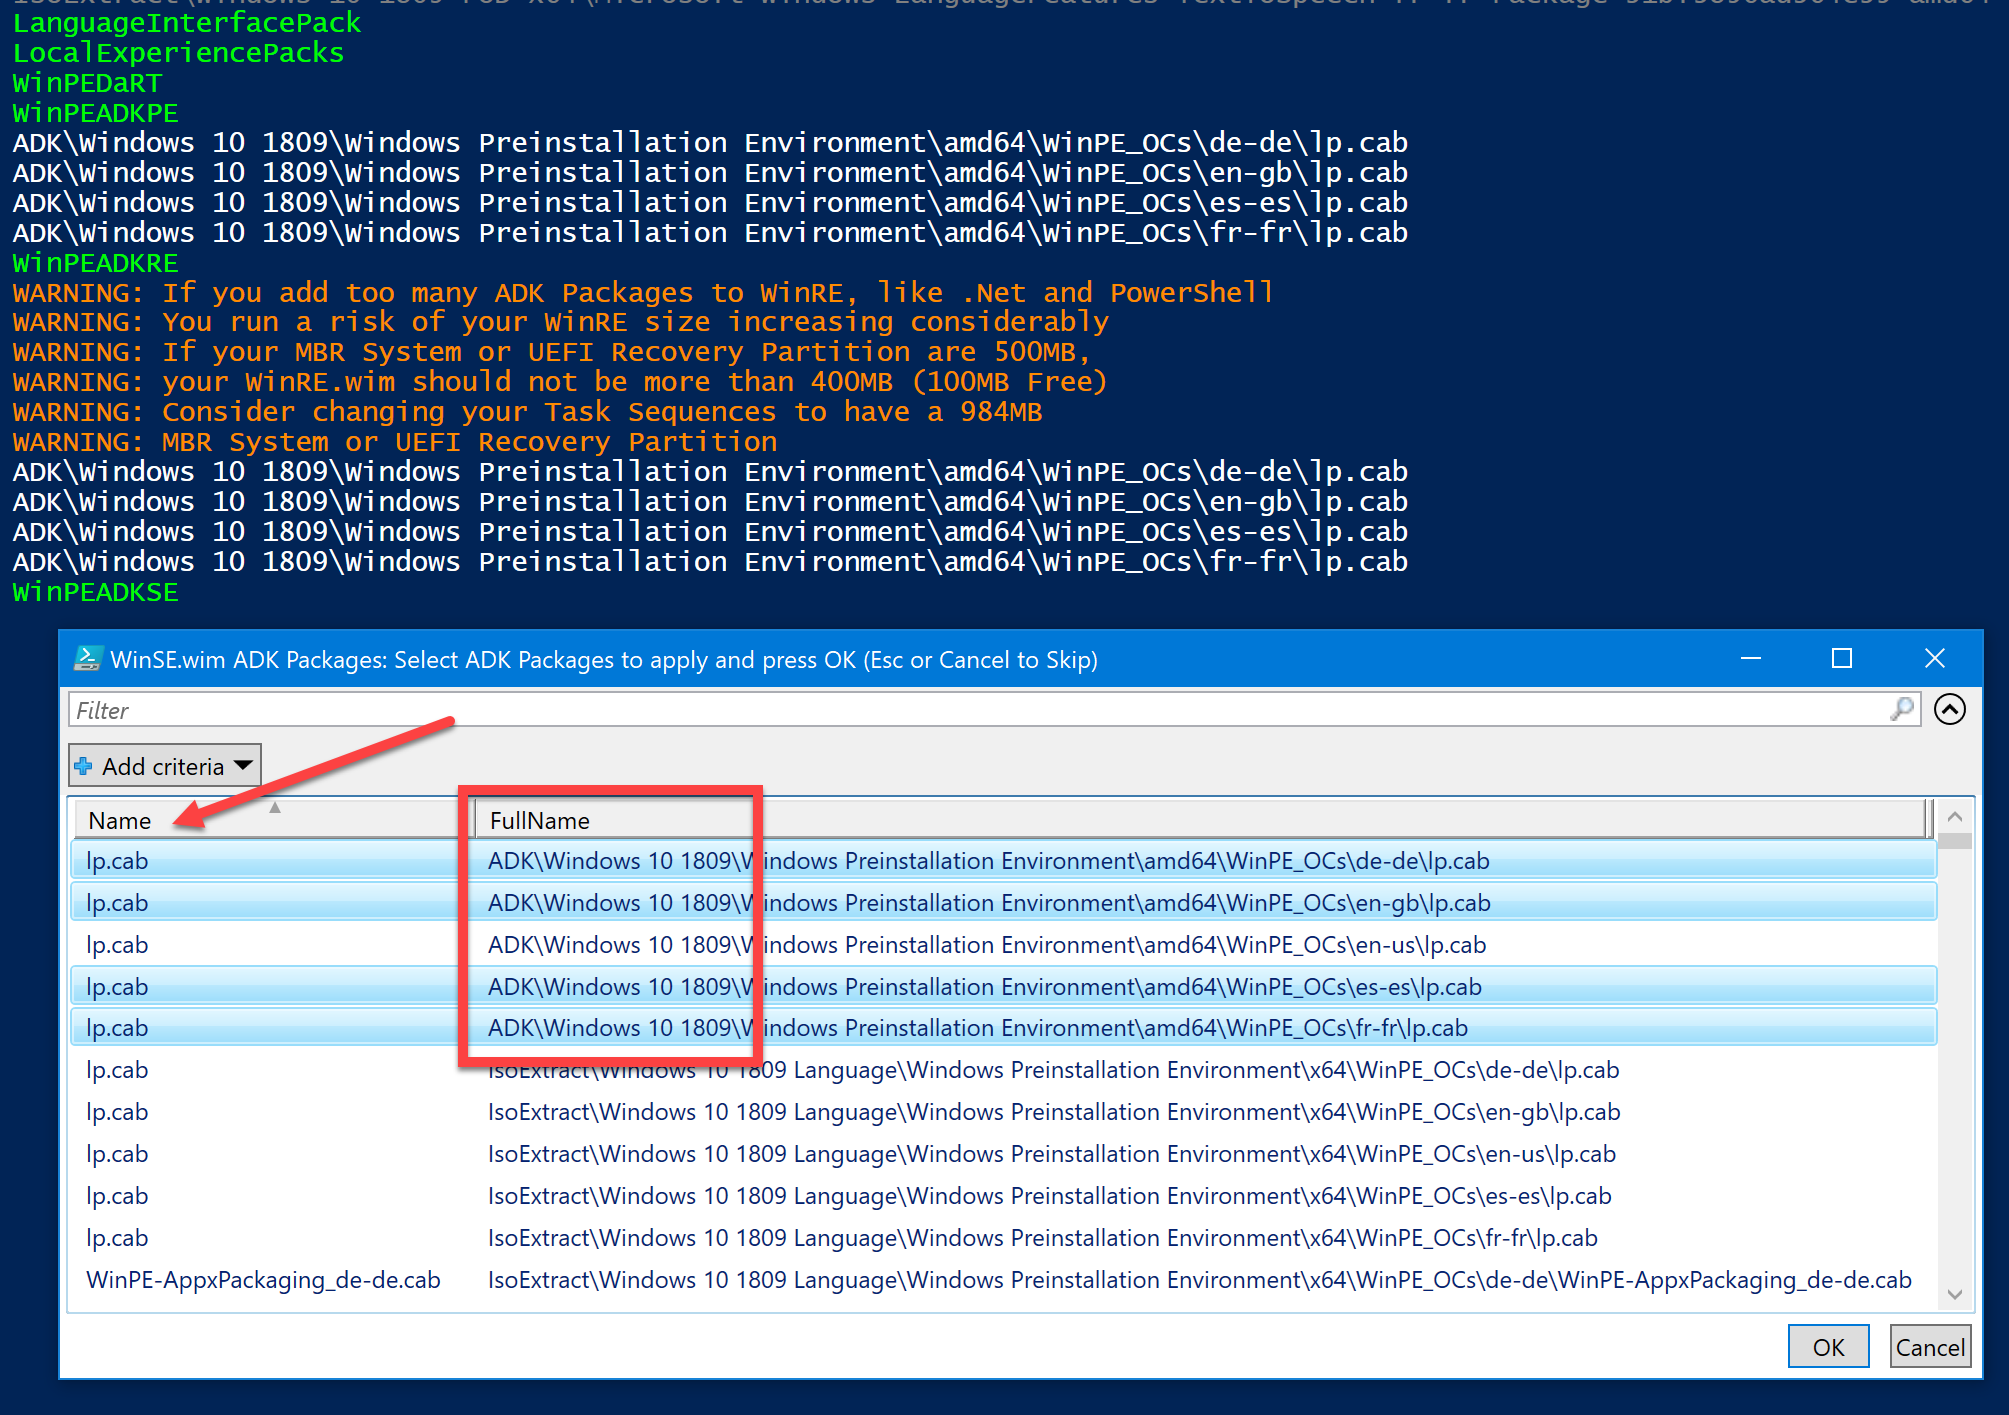 LanguageInterfacePack
LocalExperiencePacks
WinPEDaRT
WinPEADKPE
ADK\Windows 10 1809\Windows Preinstallation Environment\amd64\WinPE_OCs\de-de\lp.cab
ADK\Windows 10 1809\Windows Preinstallation Environment\amd64\WinPE_OCs\en-gb\lp.cab
ADK\Windows 10 1809\Windows Preinstallation Environment\amd64\WinPE_OCs\es-es\lp.cab
ADK\Windows 10 1809\Windows Preinstallation Environment\amd64\WinPE_OCs\fr-fr\lp.cab
WinPEADKRE
WARNING: If you add too many ADK Packages to WinRE, like .Net and PowerShell
WARNING: You run a risk of your WinRE size increasing considerably
WARNING: If your MBR System or UEFI Recovery Partition are 500MB,
WARNING: your WinRE.wim should not be more than 400MB (100MB Free)
WARNING: Consider changing your Task Sequences to have a 984MB
WARNING: MBR System or UEFI Recovery Partition
ADK\Windows 10 1809\Windows Preinstallation Environment\amd64\WinPE_OCs\de-de\lp.cab
ADK\Windows 10 1809\Windows Preinstallation Environment\amd64\WinPE_OCs\en-gb\lp.cab
ADK\Windows 10 1809\Windows Preinstallation Environment\amd64\WinPE_OCs\es-es\lp.cab
ADK\Windows 10 1809\Windows Preinstallation Environment\amd64\WinPE_OCs\fr-fr\lp.cab
WinPEADKSE
WinSE.wim ADK Packages: Select ADK Packages to apply and press OK (Esc or Cancel to Skip)
Filter
Add criteria
Name FullName
lp.cab ADK\Windows 10 1809\Windows Preinstallation Environment\amd64\WinPE_OCs\de-de\lp.cab
lp.cab ADK\Windows 10 1809\Windows Preinstallation Environment\amd64\WinPE_OCs\en-gb\lp.cab
lp.cab ADK\Windows 10 1809\Windows Preinstallation Environment\amd64\WinPE_OCs\en-us\lp.cab
lp.cab ADK\Windows 10 1809\Windows Preinstallation Environment\amd64\WinPE_OCs\es-es\lp.cab
lp.cab ADK\Windows 10 1809\Windows Preinstallation Environment\amd64\WinPE_OCs\fr-fr\lp.cab
lp.cab IsoExtract\Windows 10 1809 Language\Windows Preinstallation Environment\x64\WinPE_OCs\de-de\lp.cab
lp.cab IsoExtract\Windows 10 1809 Language\Windows Preinstallation Environment\x64\WinPE_OCs\en-gb\lp.cab
lp.cab IsoExtract\Windows 10 1809 Language\Windows Preinstallation Environment\x64\WinPE_OCs\en-us\lp.cab
lp.cab IsoExtract\Windows 10 1809 Language\Windows Preinstallation Environment\x64\WinPE_OCs\es-es\lp.cab
lp.cab IsoExtract\Windows 10 1809 Language\Windows Preinstallation Environment\x64\WinPE_OCs\fr-fr\lp.cab
WinPE-AppxPackaging_de-de.cab IsoExtract\Windows 10 1809 Language\Windows Preinstallation Environment\x64\WinPE_OCs\de-de\WinPE-AppxPackaging_de-de.cab
OK Cancel